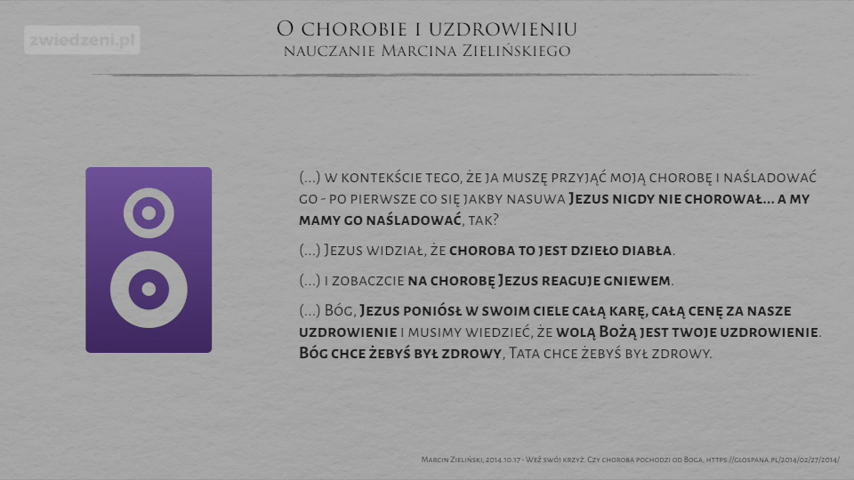 zwiedzeni.pl
O CHOROBIE I UZDROWIENIU
NAUCZANIE MARCINA ZIELIŃSKIEGO
(...) W KONTEKŚCIE TEGO, ŻE JA MUSZĘ PRZYJĄĆ MOJĄ CHOROBĘ I NAŚLADOWAĆ
GO - PO PIERWSZE CO SIĘ JAKBY NASUWA JEZUS NIGDY NIE CHOROWAŁ... A MY
MAMY GO NAŚLADOWAĆ, TAK?
(...) JEZUS WIDZIAŁ, ŻE CHOROBA TO JEST DZIEŁO DIABŁA.
(...) I ZOBACZCIE NA CHOROBĘ JEZUS REAGUJE GNIEWEM.
(...) BÓG, JEZUS PONIÓSŁ W SWOIM CIELE CAŁĄ KARĘ, CAŁĄ CENĘ ZA NASZE
UZDROWIENIE I MUSIMY WIEDZIEĆ, ŻE WOLĄ BOŻĄ JEST TWOJE UZDROWIENIE.
BÓG CHCE ŻEBYŚ BYŁ ZDROWY, TATA CHCE ŻEBYŚ BYŁ ZDROWY.
MARCIN ZIELIŃSKI, 2014.10.17 - WEŹ SWÓJ KRZYŻ. CZY CHOROBA POCHODZI OD BOGA, HTTPS://GLOSPANA.PL/2014/02/27/2014/